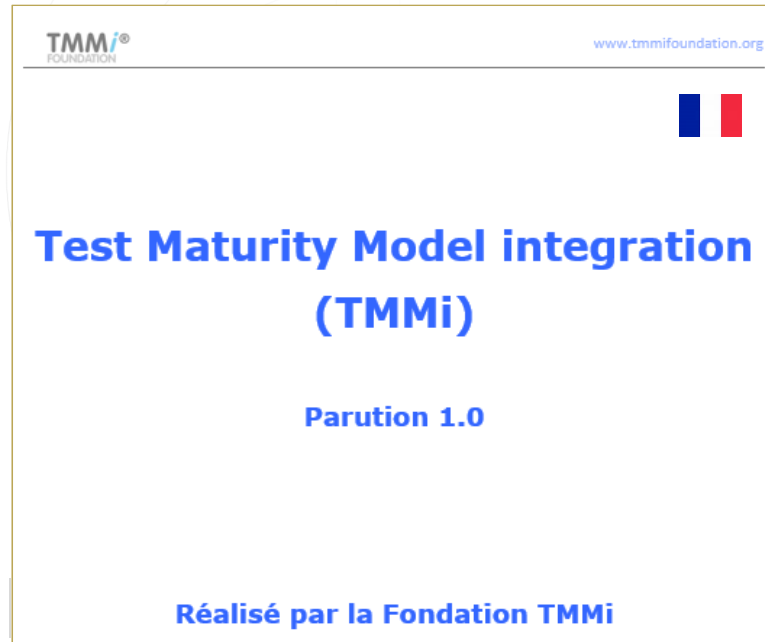 TMMi®
FOUNDATION
www.tmmifoundation.org
Test Maturity Model integration
(TMMi)
Parution 1.0
Réalisé par la Fondation TMMi